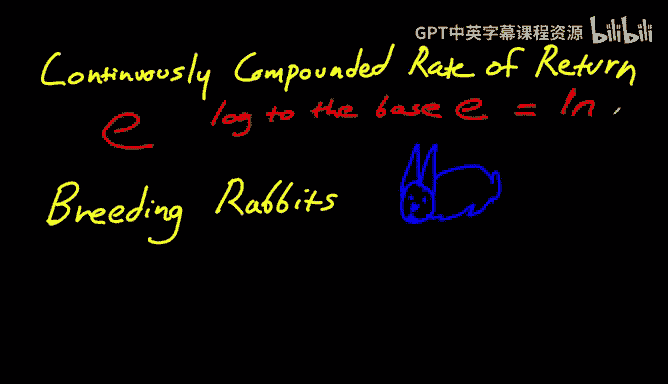 GPT中英字幕课程资源 bilibili
Continuously Compounded Rate of Return
e log to the base e = ln
Breeding Rabbits